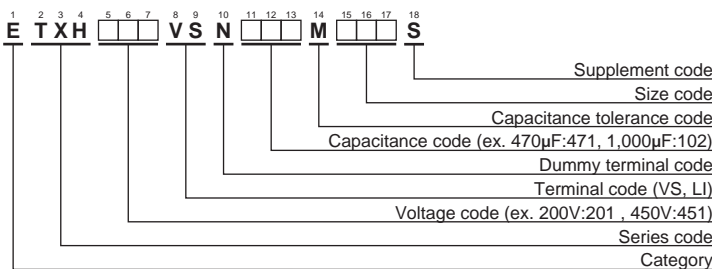 1 2 3 4 5 6 7 8 9 10 11 12 13 14 15 16 17 18
E TXH □□□ VS N □□□ M □□□ S
Supplement code
Size code
Capacitance tolerance code
Capacitance code (ex. 470µF:471, 1,000µF:102)
Dummy terminal code
Terminal code (VS, LI)
Voltage code (ex. 200V:201 , 450V:451)
Series code
Category